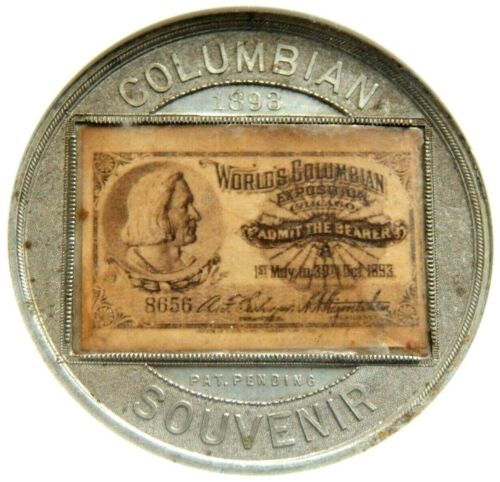 COLUMBIAN
1893
WORLD'S COLUMBIAN
EXPOSITION
CHICAGO
ADMIT THE BEARER
1ST May to 30TH Oct. 1893.
8656
PAT. PENDING
SOUVENIR